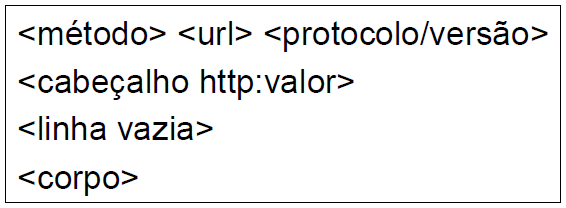 <método> <url> <protocolo/versão>
<cabeçalho http:valor>
<linha vazia>
<corpo>